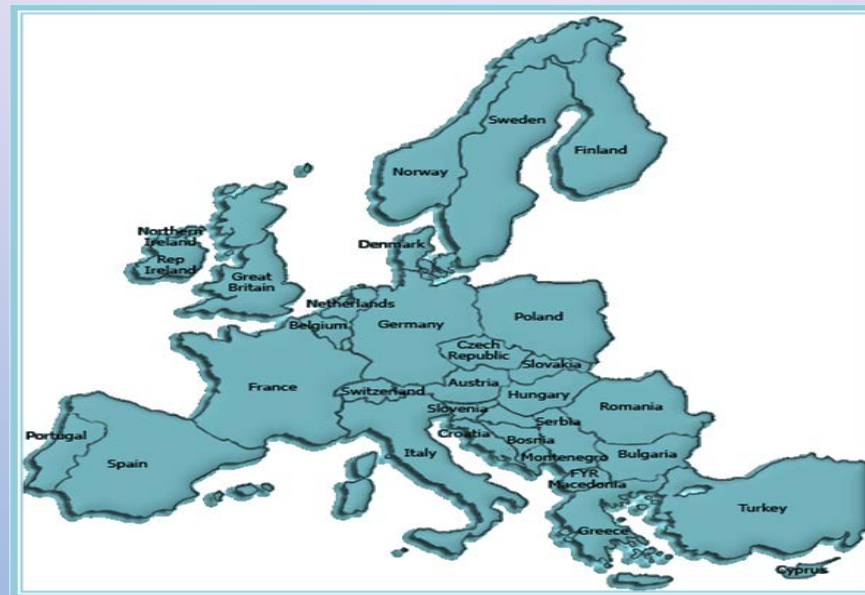 Sweden
Finland
Norway
Northern
Ireland
Denmark
Rep
Ireland
Great
Britain
Netherlands
Belgium
Germany
Poland
Czech
Republic
Slovakia
France
Switzerland
Austria
Hungary
Slovenia
Romania
Croatia
Serbia
Bosnia
Portugal
Spain
Italy
Montenegro
Bulgaria
FYR
Macedonia
Turkey
Greece
Cyprus